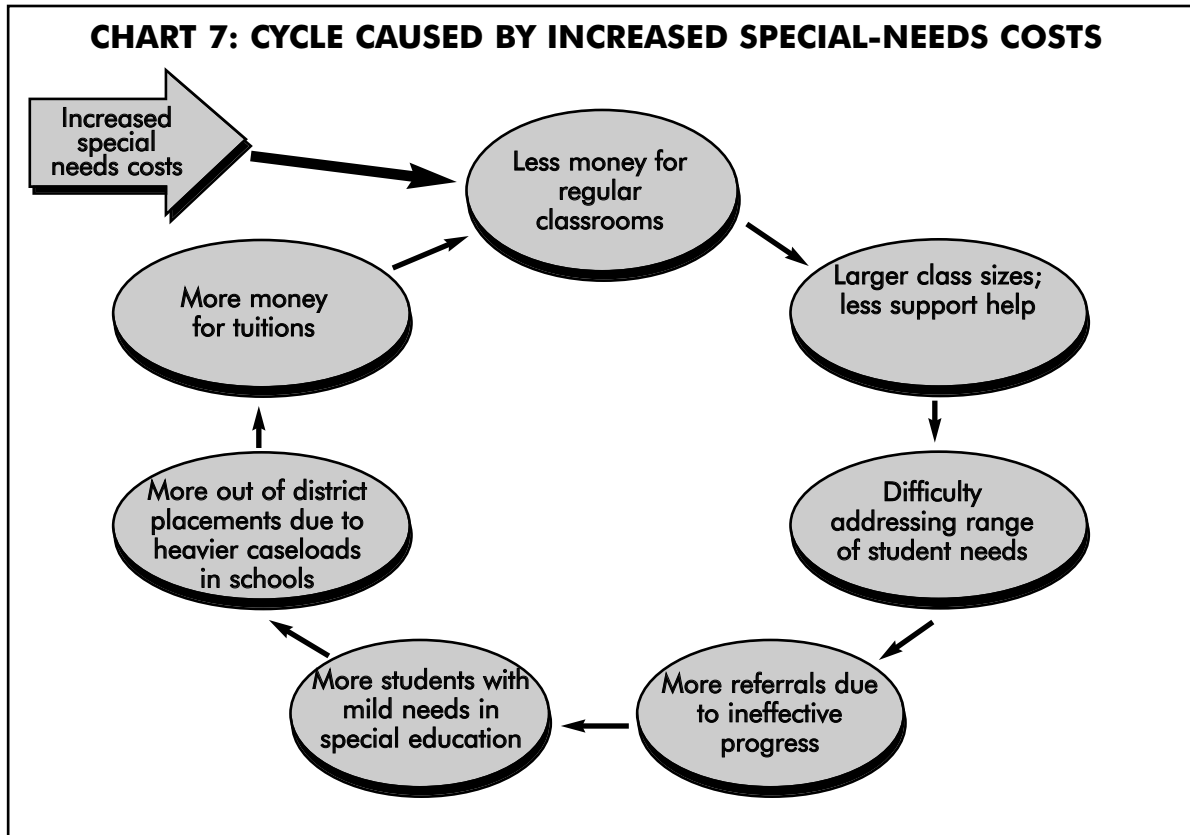 CHART 7: CYCLE CAUSED BY INCREASED SPECIAL-NEEDS COSTS
Increased
special
needs costs
Less money for
regular
classrooms
Larger class sizes;
less support help
Difficulty
addressing range
of student needs
More referrals due
to ineffective
progress
More students with
mild needs in
special education
More out of district
placements due to
heavier caseloads
in schools
More money
for tuitions